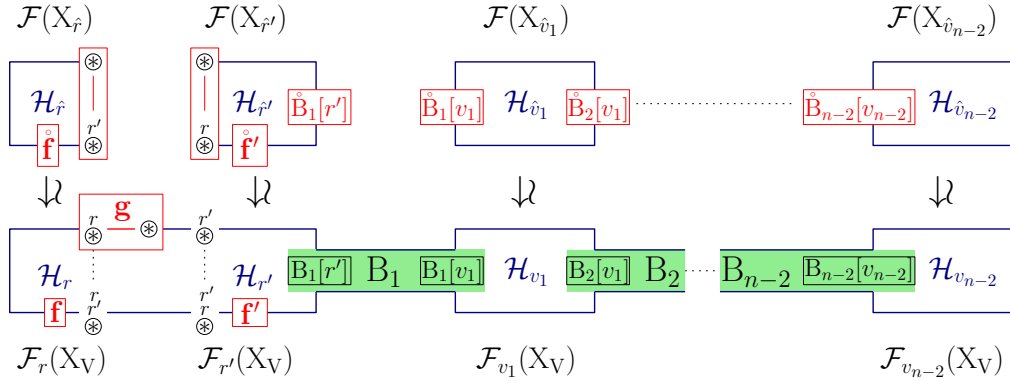 ℱ(X_r̂) ℱ(X_r̂′) ℱ(X_v̂₁) ℱ(X_v̂ₙ₋₂)
⊛ ⊛
ℋ_r̂ ℋ_r̂′ B̊₁[r′] B̊₁[v₁] ℋ_v̂₁ B̊₂[v₁] B̊ₙ₋₂[vₙ₋₂] ℋ_v̂ₙ₋₂
f̊ r′ ⊛ r ⊛ f̊′
r ⊛ g ⊛ r′ ⊛
ℋ_r ℋ_r′ B₁[r′] B₁ B₁[v₁] ℋ_v₁ B₂[v₁] B₂ Bₙ₋₂ Bₙ₋₂[vₙ₋₂] ℋ_vₙ₋₂
r r′
f r′ ⊛ r ⊛ f′
ℱ_r(X_V) ℱ_r′(X_V) ℱ_v₁(X_V) ℱ_vₙ₋₂(X_V)